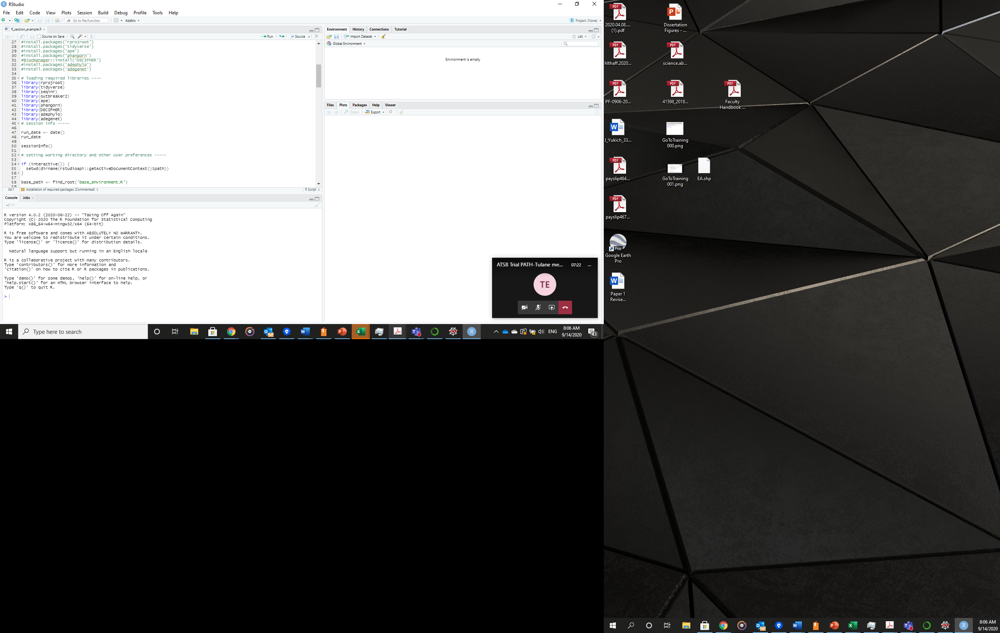 RStudio
File Edit Code View Plots Session Build Debug Profile Tools Help
Go to file/function Addins Project: (None)
R_session_example.R
Source on Save Run Source
27 #install.packages('rprojroot')
28 #install.packages('tidyverse')
29 #install.packages('ape')
30 #install.packages('phangorn')
31 #BiocManager::install('DECIPHER')
32 #install.packages('adephylo')
33 #install.packages('adegenet')
34
35 # loading required libraries ----
36 library(rprojroot)
37 library(tidyverse)
38 library(seqinr)
39 library(outbreaker2)
40 library(ape)
41 library(phangorn)
42 library(DECIPHER)
43 library(adephylo)
44 library(adegenet)
45 # session info -----
46
47 run_date <- date()
48 run_date
49
50 sessionInfo()
51
52 # setting working directory and other user preferences -----
53
54 if (interactive()) {
55 setwd(dirname(rstudioapi::getActiveDocumentContext()$path))
56 }
57
58 base_path <- find_root('base_environment.R')
59
34:1 installation of required packages (Commented) R Script
Console Jobs
~/
R version 4.0.2 (2020-06-22) -- "Taking Off Again"
Copyright (C) 2020 The R Foundation for Statistical Computing
Platform: x86_64-w64-mingw32/x64 (64-bit)
R is free software and comes with ABSOLUTELY NO WARRANTY.
You are welcome to redistribute it under certain conditions.
Type 'license()' or 'licence()' for distribution details.
Natural language support but running in an English locale
R is a collaborative project with many contributors.
Type 'contributors()' for more information and
'citation()' on how to cite R or R packages in publications.
Type 'demo()' for some demos, 'help()' for on-line help, or
'help.start()' for an HTML browser interface to help.
Type 'q()' to quit R.
>
Environment History Connections Tutorial
Import Dataset List
Global Environment
Environment is empty
Files Plots Packages Help Viewer
Zoom Export
ATSB Trial PATH-Tulane me... 07:22
TE
Type here to search
ENG
8:06 AM
9/14/2020
43
2020.04.08....
(1).pdf
Dissertation
Figures - ...
hlthaff.2020...
science.ab...
PF-0906-20...
41598_2018...
Faculty
Handbook ...
J_Yukich_33...
GoToTraining
000.png
payslip464...
GoToTraining
001.png
EA.shp
payslip467...
Pro
Google Earth
Pro
Paper 1
Revise...
8:06 AM
9/14/2020